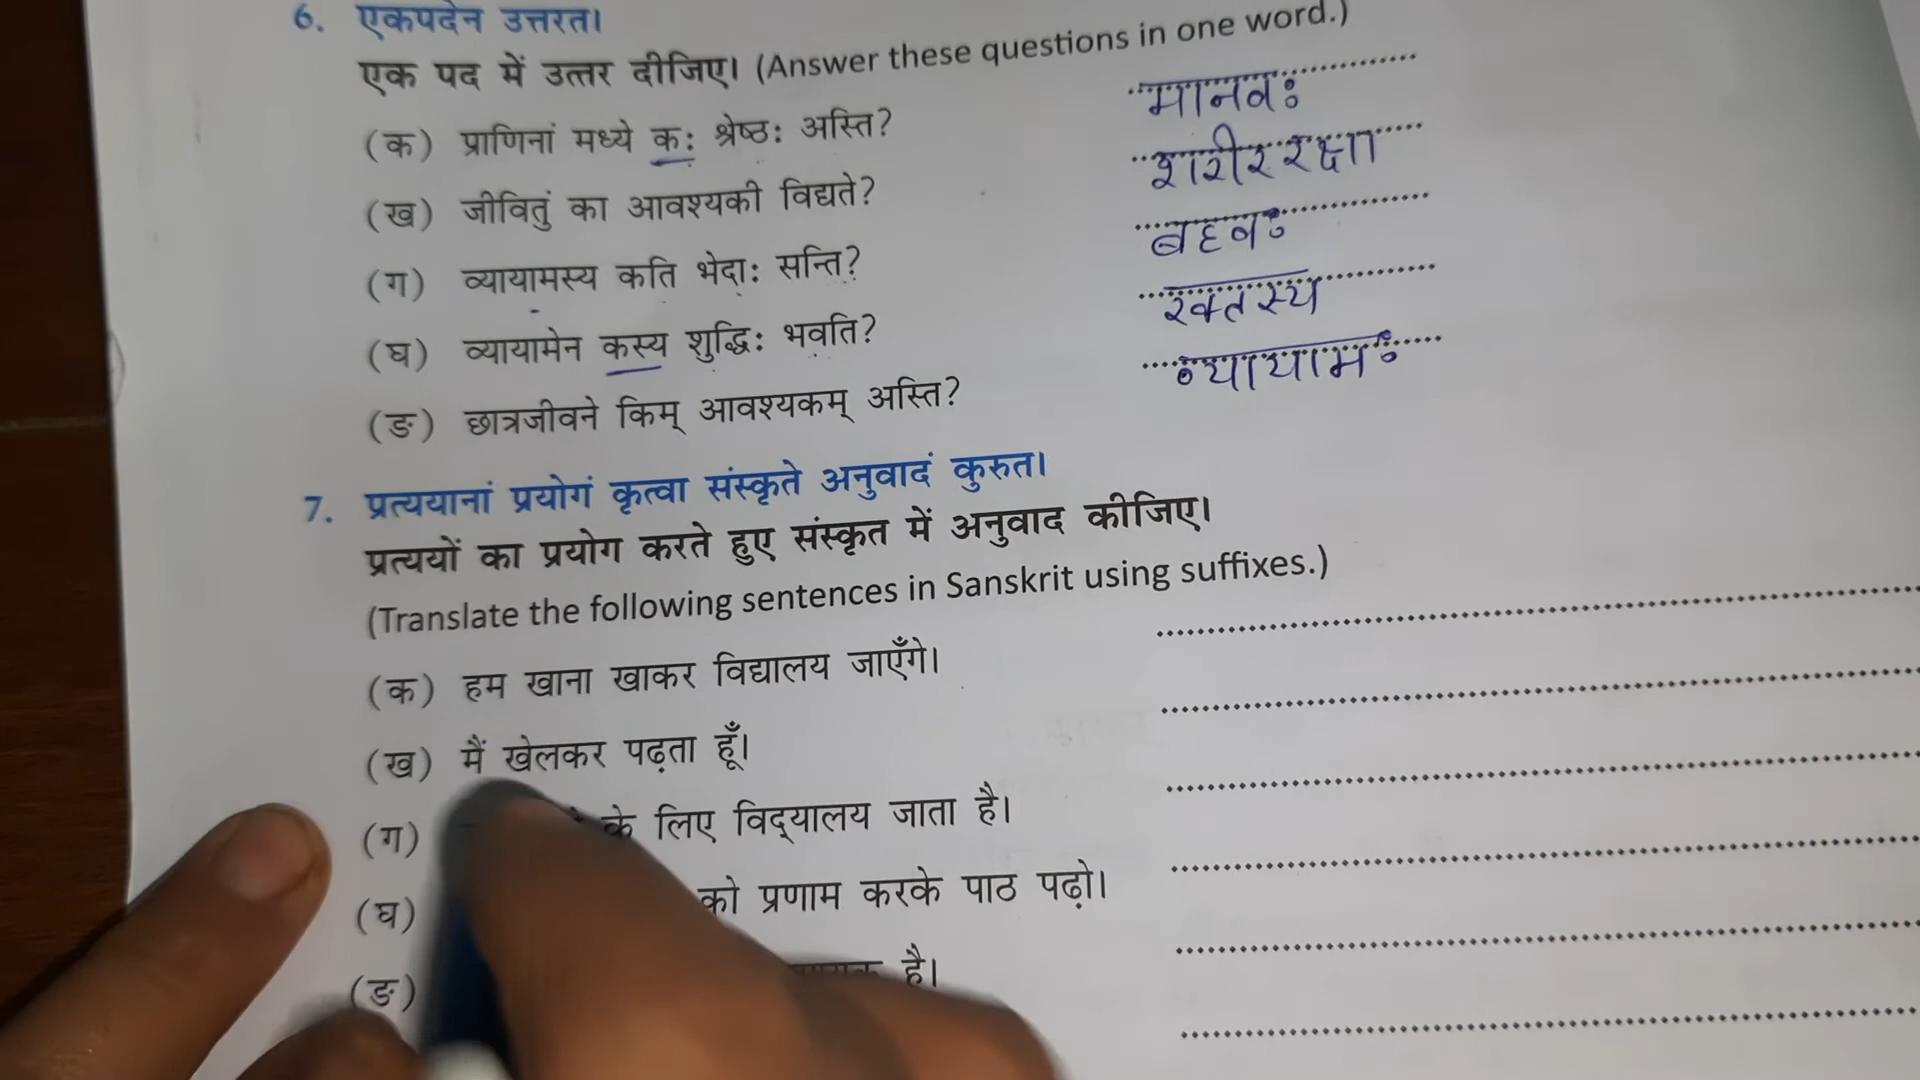 6. एकपदेन उत्तरत।
एक पद में उत्तर दीजिए। (Answer these questions in one word.)
(क) प्राणिनां मध्ये कः श्रेष्ठः अस्ति? मानवः
(ख) जीवितुं का आवश्यकी विद्यते? शरीररक्षा
(ग) व्यायामस्य कति भेदाः सन्ति? बहवः
(घ) व्यायामेन कस्य शुद्धिः भवति? रक्तस्य
(ङ) छात्रजीवने किम् आवश्यकम् अस्ति? व्यायामः
7. प्रत्ययानां प्रयोगं कृत्वा संस्कृते अनुवादं कुरुत।
प्रत्ययों का प्रयोग करते हुए संस्कृत में अनुवाद कीजिए।
(Translate the following sentences in Sanskrit using suffixes.)
(क) हम खाना खाकर विद्यालय जाएँगे।
(ख) मैं खेलकर पढ़ता हूँ।
(ग) के लिए विद्‌यालय जाता है।
(घ) को प्रणाम करके पाठ पढ़ो।
(ङ) है।